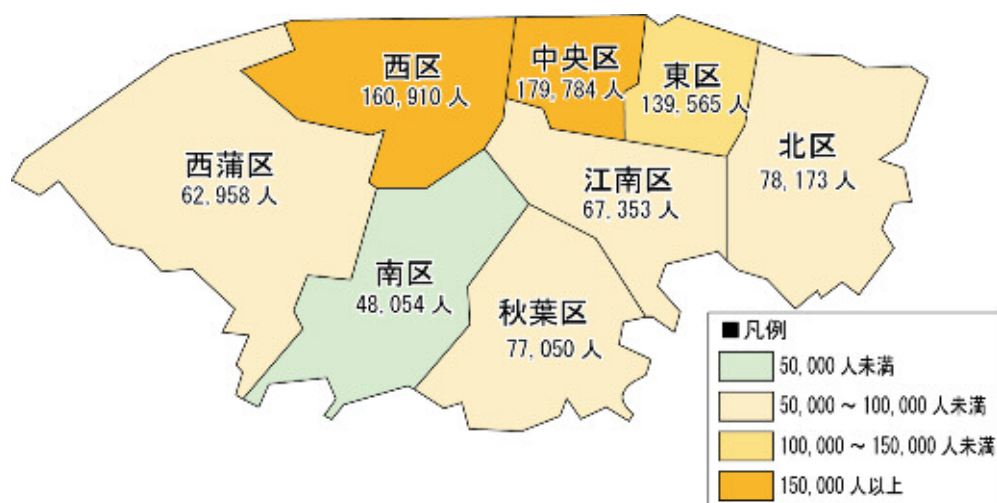 西区
160,910 人
中央区
179,784 人
東区
139,565 人
北区
78,173 人
西蒲区
62,958 人
江南区
67,353 人
南区
48,054 人
秋葉区
77,050 人
■凡例
50,000 人未満
50,000 ～ 100,000 人未満
100,000 ～ 150,000 人未満
150,000 人以上